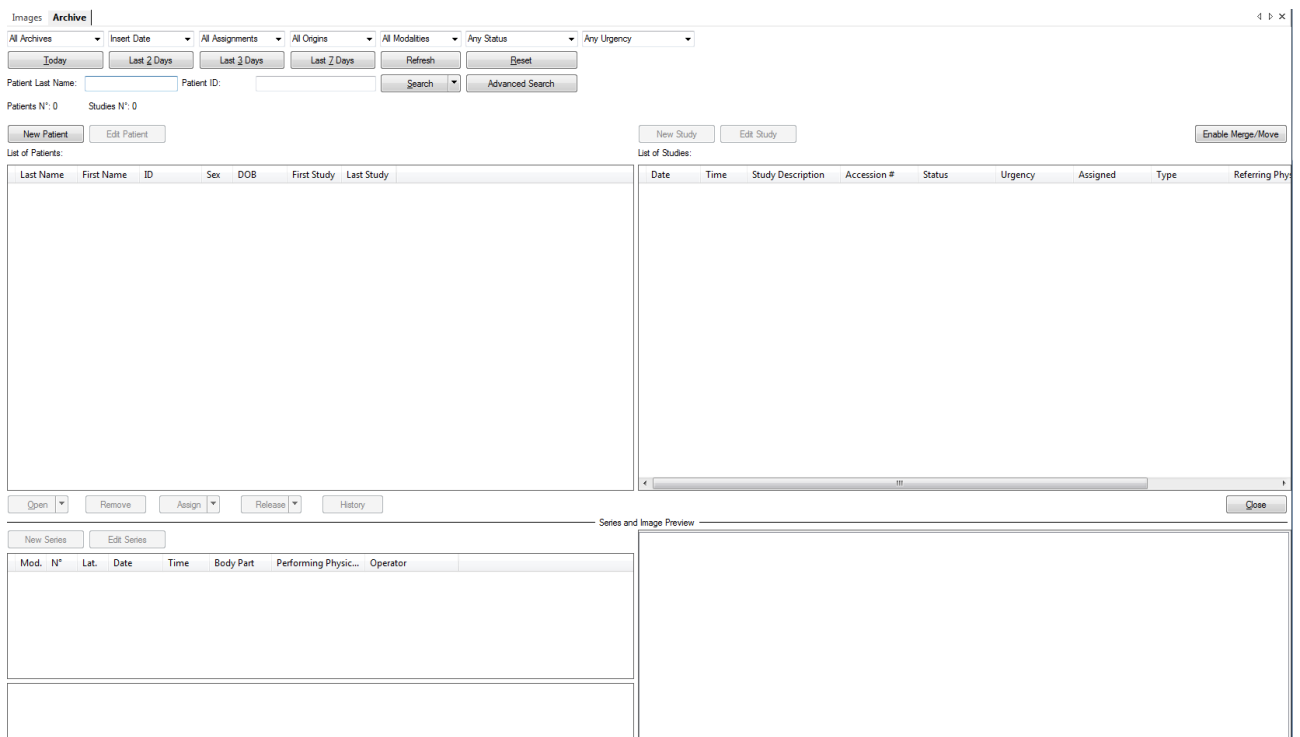 Images Archive
All Archives Insert Date All Assignments All Origins All Modalities Any Status Any Urgency
Today Last 2 Days Last 3 Days Last 7 Days Refresh Reset
Patient Last Name: Patient ID: Search Advanced Search
Patients N°: 0 Studies N°: 0
New Patient Edit Patient New Study Edit Study Enable Merge/Move
List of Patients: List of Studies:
Last Name First Name ID Sex DOB First Study Last Study Date Time Study Description Accession # Status Urgency Assigned Type Referring Phys
Open Remove Assign Release History Close
Series and Image Preview
New Series Edit Series
Mod. N° Lat. Date Time Body Part Performing Physic... Operator